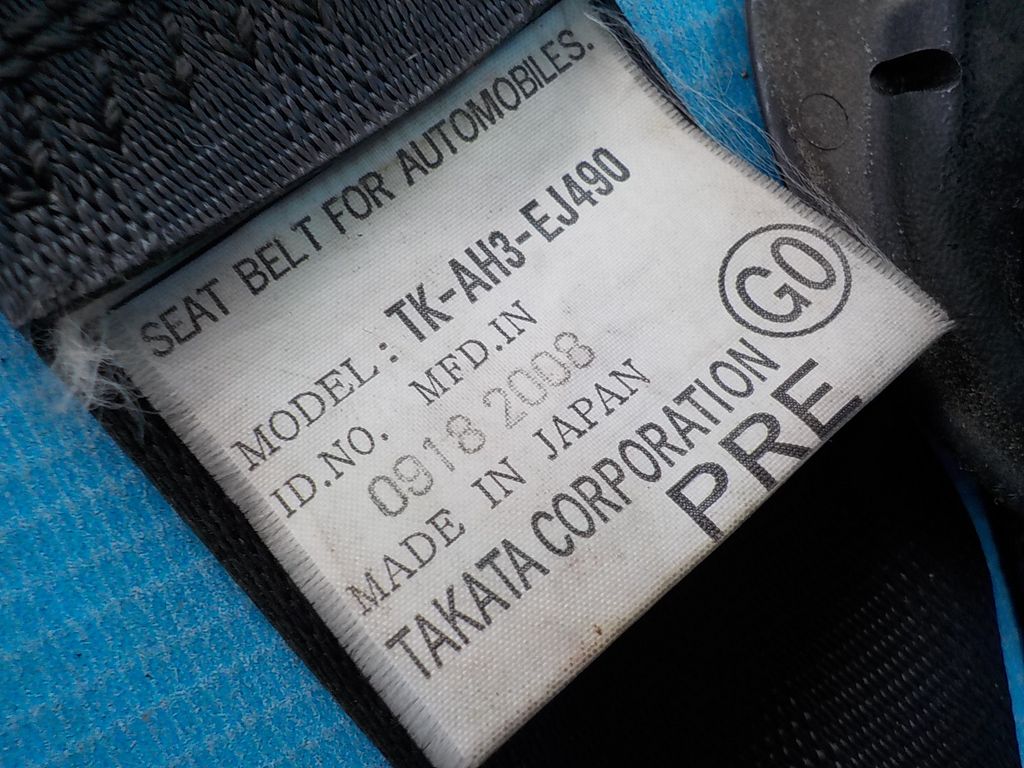 SEAT BELT FOR AUTOMOBILES.
MODEL : TK-AH3-EJ490
ID.NO. MFD.IN
0918 2008
MADE IN JAPAN
TAKATA CORPORATION GO
PRE